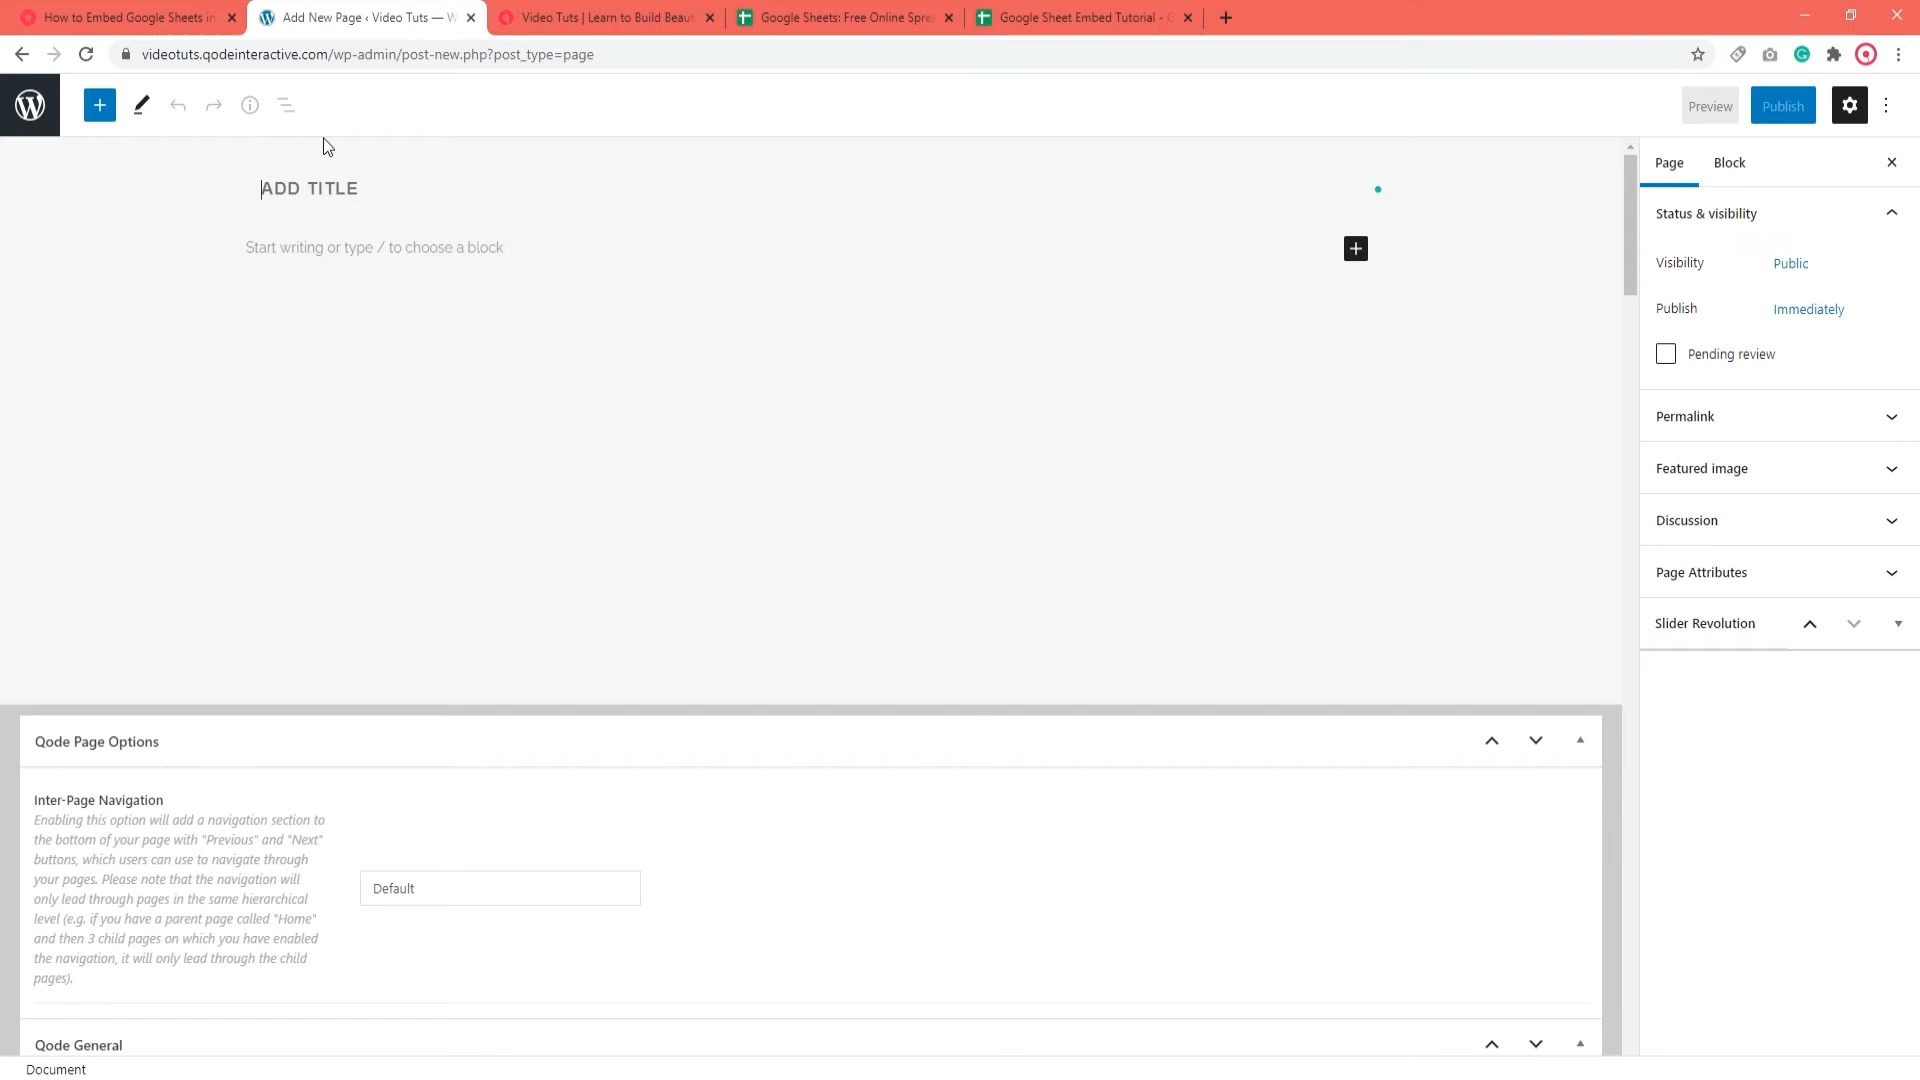 How to Embed Google Sheets in
Add New Page ‹ Video Tuts — W
Video Tuts | Learn to Build Beaut
Google Sheets: Free Online Spre
Google Sheet Embed Tutorial - G
videotuts.qodeinteractive.com/wp-admin/post-new.php?post_type=page
Preview
Publish
ADD TITLE
Start writing or type / to choose a block
Page
Block
Status & visibility
Visibility
Public
Publish
Immediately
Pending review
Permalink
Featured image
Discussion
Page Attributes
Slider Revolution
Qode Page Options
Inter-Page Navigation
Enabling this option will add a navigation section to
the bottom of your page with "Previous" and "Next"
buttons, which users can use to navigate through
your pages. Please note that the navigation will
only lead through pages in the same hierarchical
level (e.g. if you have a parent page called "Home"
and then 3 child pages on which you have enabled
the navigation, it will only lead through the child
pages).
Default
Qode General
Document